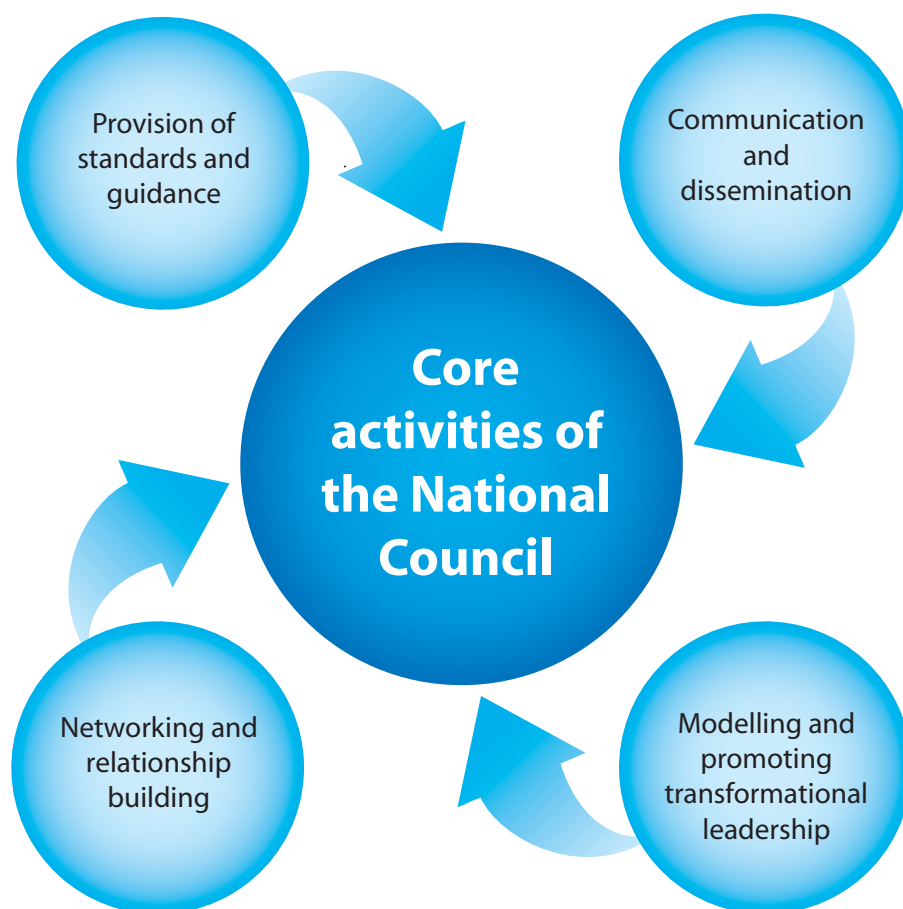 Provision of
standards and
guidance
Communication
and
dissemination
Core
activities of
the National
Council
Networking and
relationship
building
Modelling and
promoting
transformational
leadership